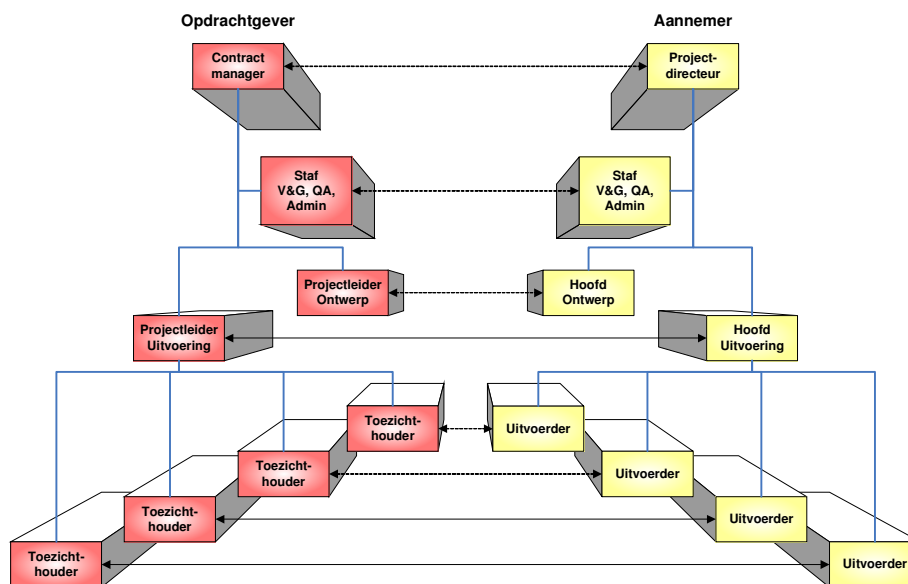 Opdrachtgever
Aannemer
Contract
manager
Project-
directeur
Staf
V&G, QA,
Admin
Staf
V&G, QA,
Admin
Projectleider
Ontwerp
Hoofd
Ontwerp
Projectleider
Uitvoering
Hoofd
Uitvoering
Toezicht-
houder
Uitvoerder
Toezicht-
houder
Uitvoerder
Toezicht-
houder
Uitvoerder
Toezicht-
houder
Uitvoerder